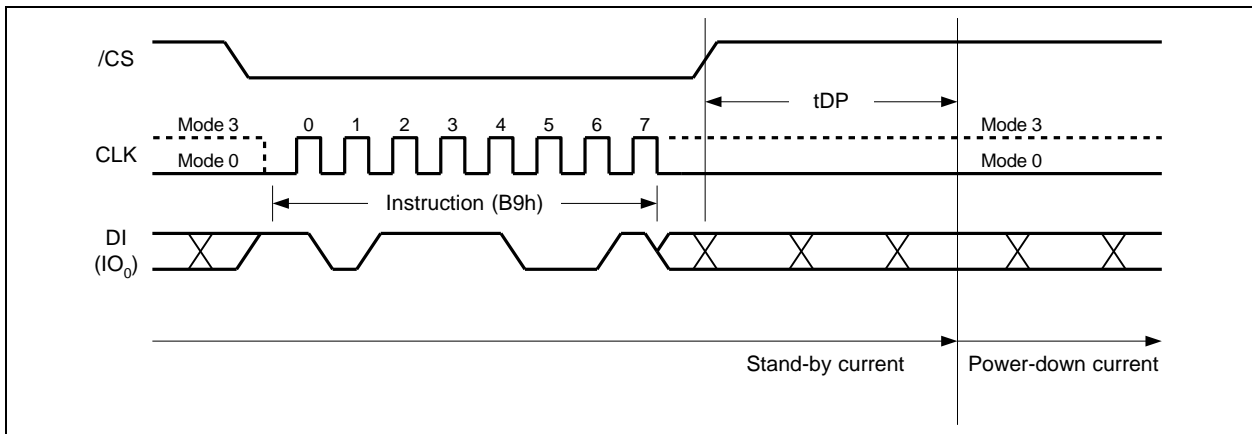 /CS
tDP
Mode 3 0 1 2 3 4 5 6 7 Mode 3
CLK
Mode 0 Mode 0
Instruction (B9h)
DI
(IO0)
Stand-by current Power-down current